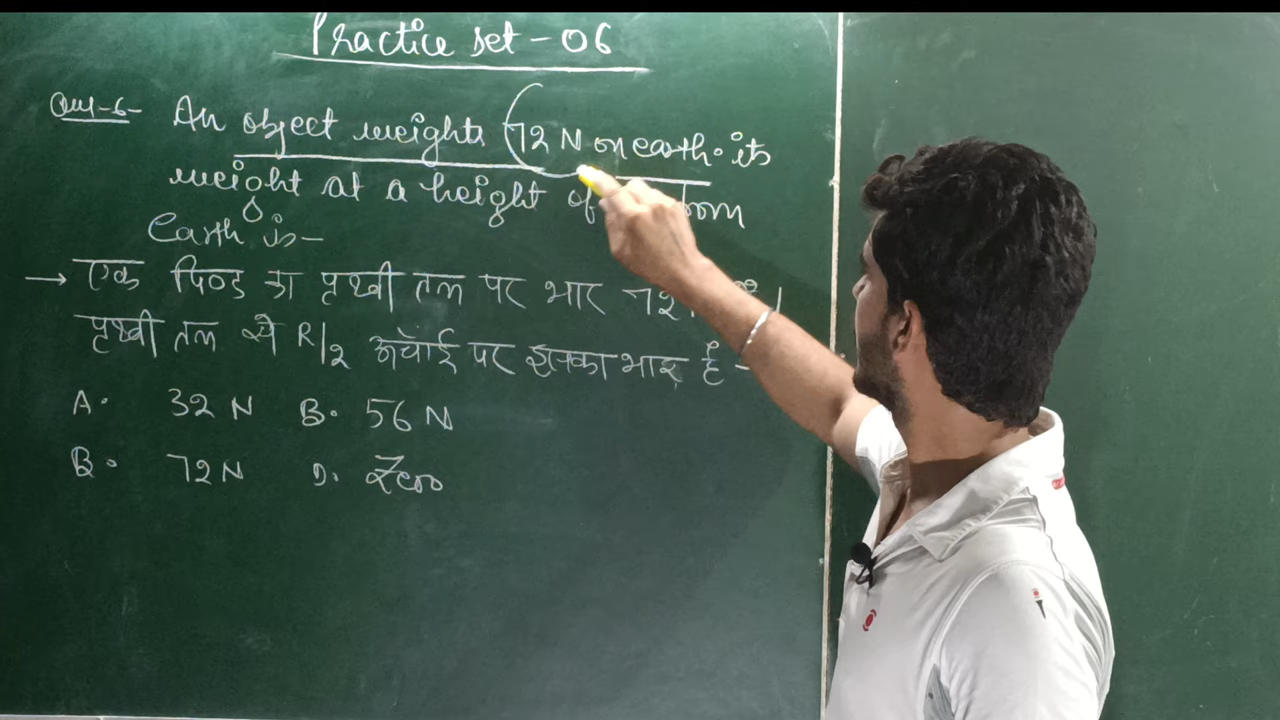 Practice set - 06
Que-6- An object weights 72 N on earth. its
weight at a height of from
Earth is-
→ एक पिण्ड का पृथ्वी तल पर भार 72
पृथ्वी तल से R/2 ऊँचाई पर इसका भार है -
A. 32 N B. 56 N
B. 72 N D. Zero